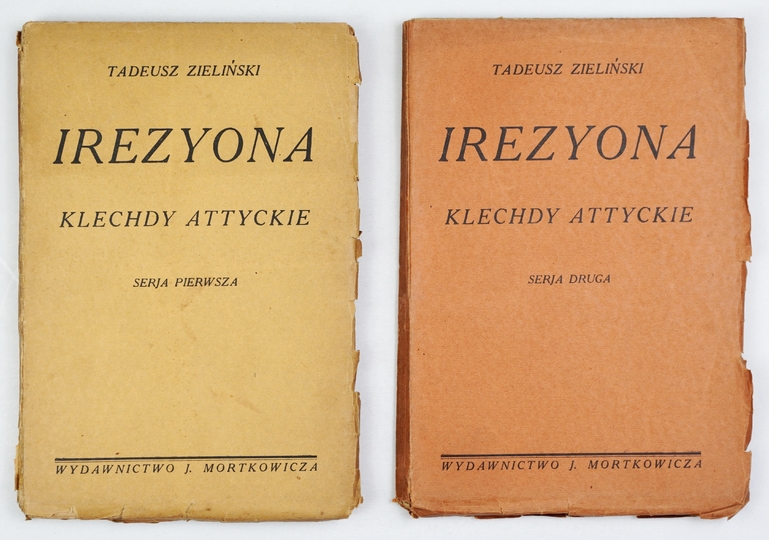 TADEUSZ ZIELIŃSKI
IREZYONA
KLECHDY ATTYCKIE
SERJA PIERWSZA
WYDAWNICTWO J. MORTKOWICZA
TADEUSZ ZIELIŃSKI
IREZYONA
KLECHDY ATTYCKIE
SERJA DRUGA
WYDAWNICTWO J. MORTKOWICZA